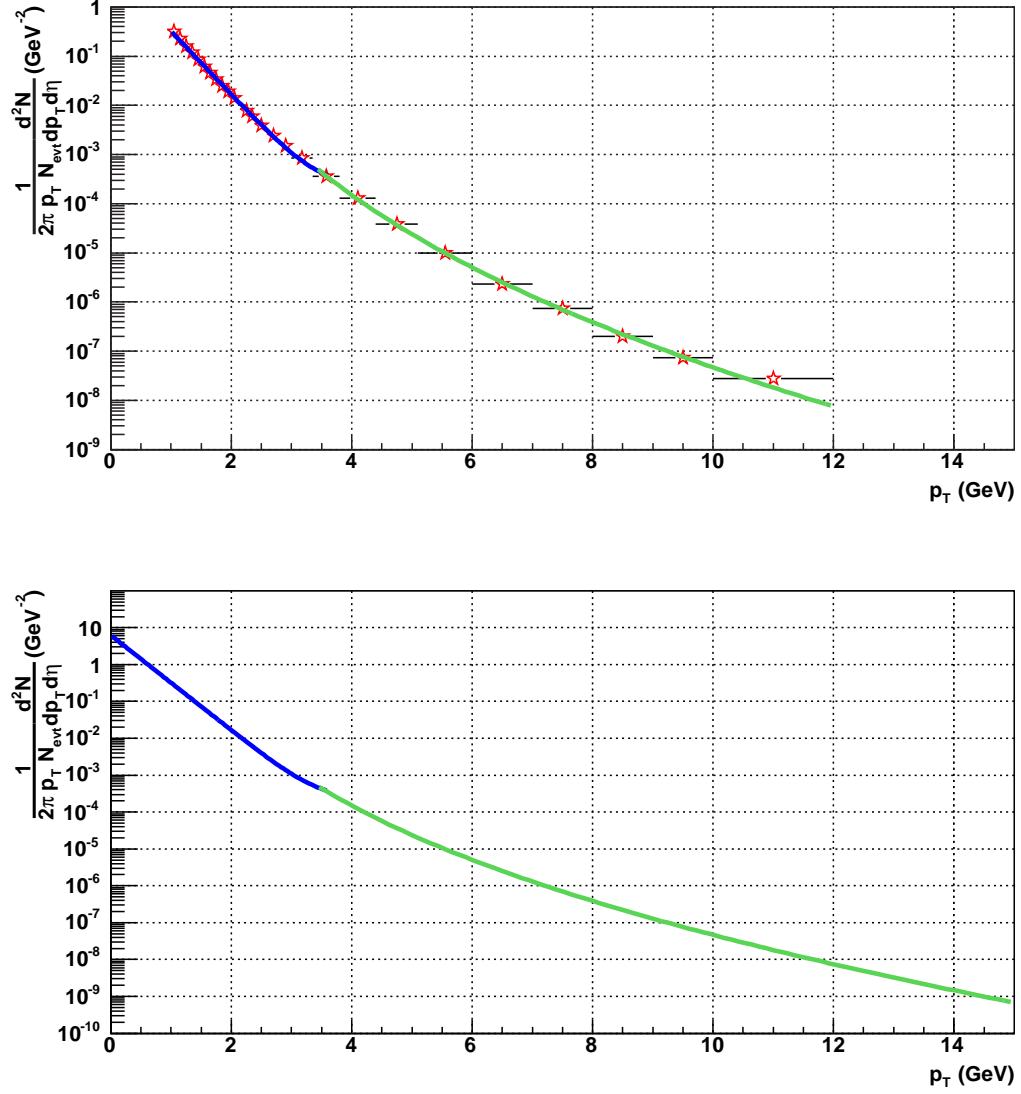 1
2π p_T N_evt dp_T dη
d²N
(GeV⁻²)
1
10⁻¹
10⁻²
10⁻³
10⁻⁴
10⁻⁵
10⁻⁶
10⁻⁷
10⁻⁸
10⁻⁹
0 2 4 6 8 10 12 14
p_T (GeV)
1
2π p_T N_evt dp_T dη
d²N
(GeV⁻²)
10
1
10⁻¹
10⁻²
10⁻³
10⁻⁴
10⁻⁵
10⁻⁶
10⁻⁷
10⁻⁸
10⁻⁹
10⁻¹⁰
0 2 4 6 8 10 12 14
p_T (GeV)